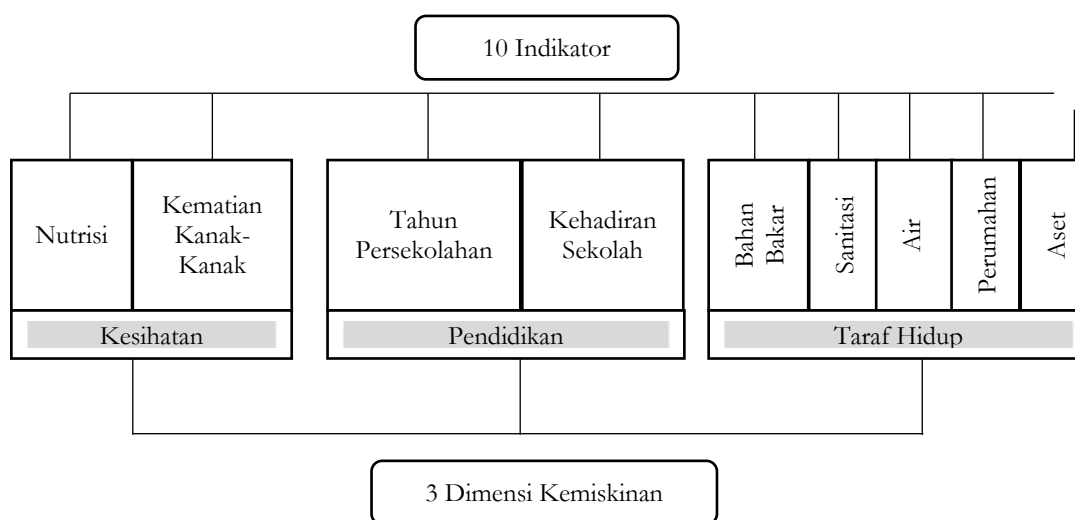 10 Indikator
Nutrisi
Kematian
Kanak-
Kanak
Tahun
Persekolahan
Kehadiran
Sekolah
Bahan
Bakar
Sanitasi
Air
Perumahan
Aset
Kesihatan
Pendidikan
Taraf Hidup
3 Dimensi Kemiskinan